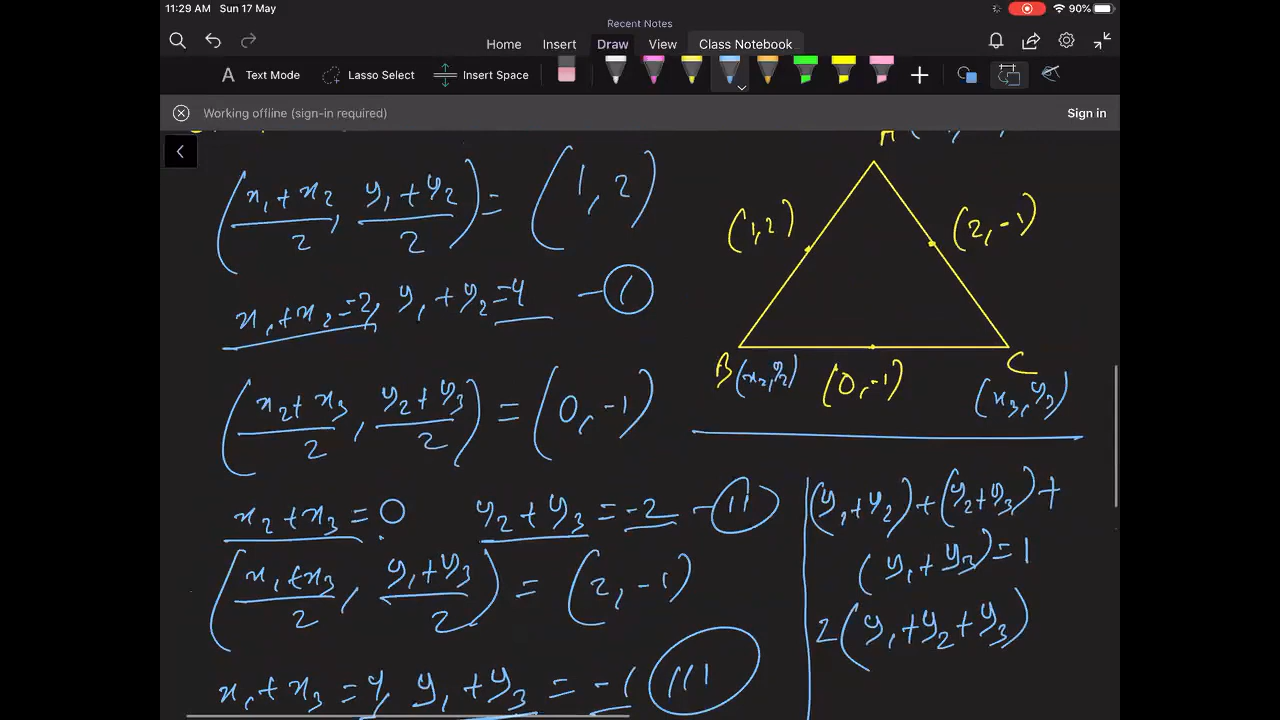 11:29 AM Sun 17 May
90%
Recent Notes
Home Insert Draw View Class Notebook
A Text Mode Lasso Select Insert Space
Working offline (sign-in required) Sign in
((x₁+x₂)/2, (y₁+y₂)/2) = (1, 2)
x₁+x₂=2, y₁+y₂=4 -(I)
((x₂+x₃)/2, (y₂+y₃)/2) = (0, -1)
x₂+x₃=0 y₂+y₃=-2 -(II)
((x₁+x₃)/2, (y₁+y₃)/2) = (2, -1)
x₁+x₃=4, y₁+y₃=-1 (III)
A
(1,2) (2,-1)
B(x₂,y₂) (0,-1) C
(x₃,y₃)
(y₁+y₂)+(y₂+y₃)+
(y₁+y₃)=1
2(y₁+y₂+y₃)